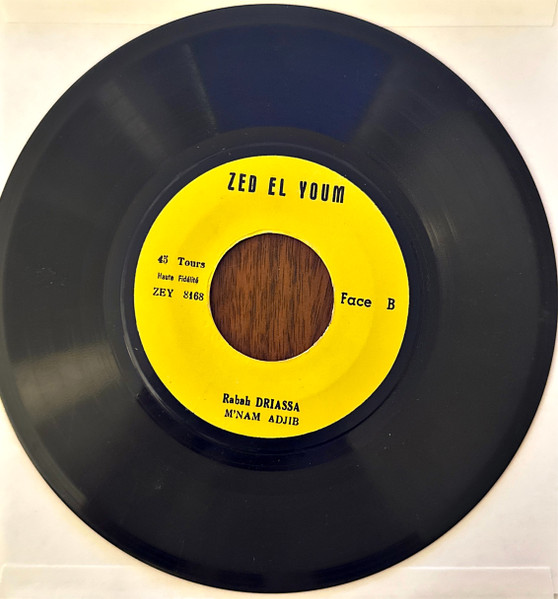 ZED EL YOUM
45 Tours
Haute Fidélité
ZEY 8168
Face B
Rabah DRIASSA
M'NAM ADJIB